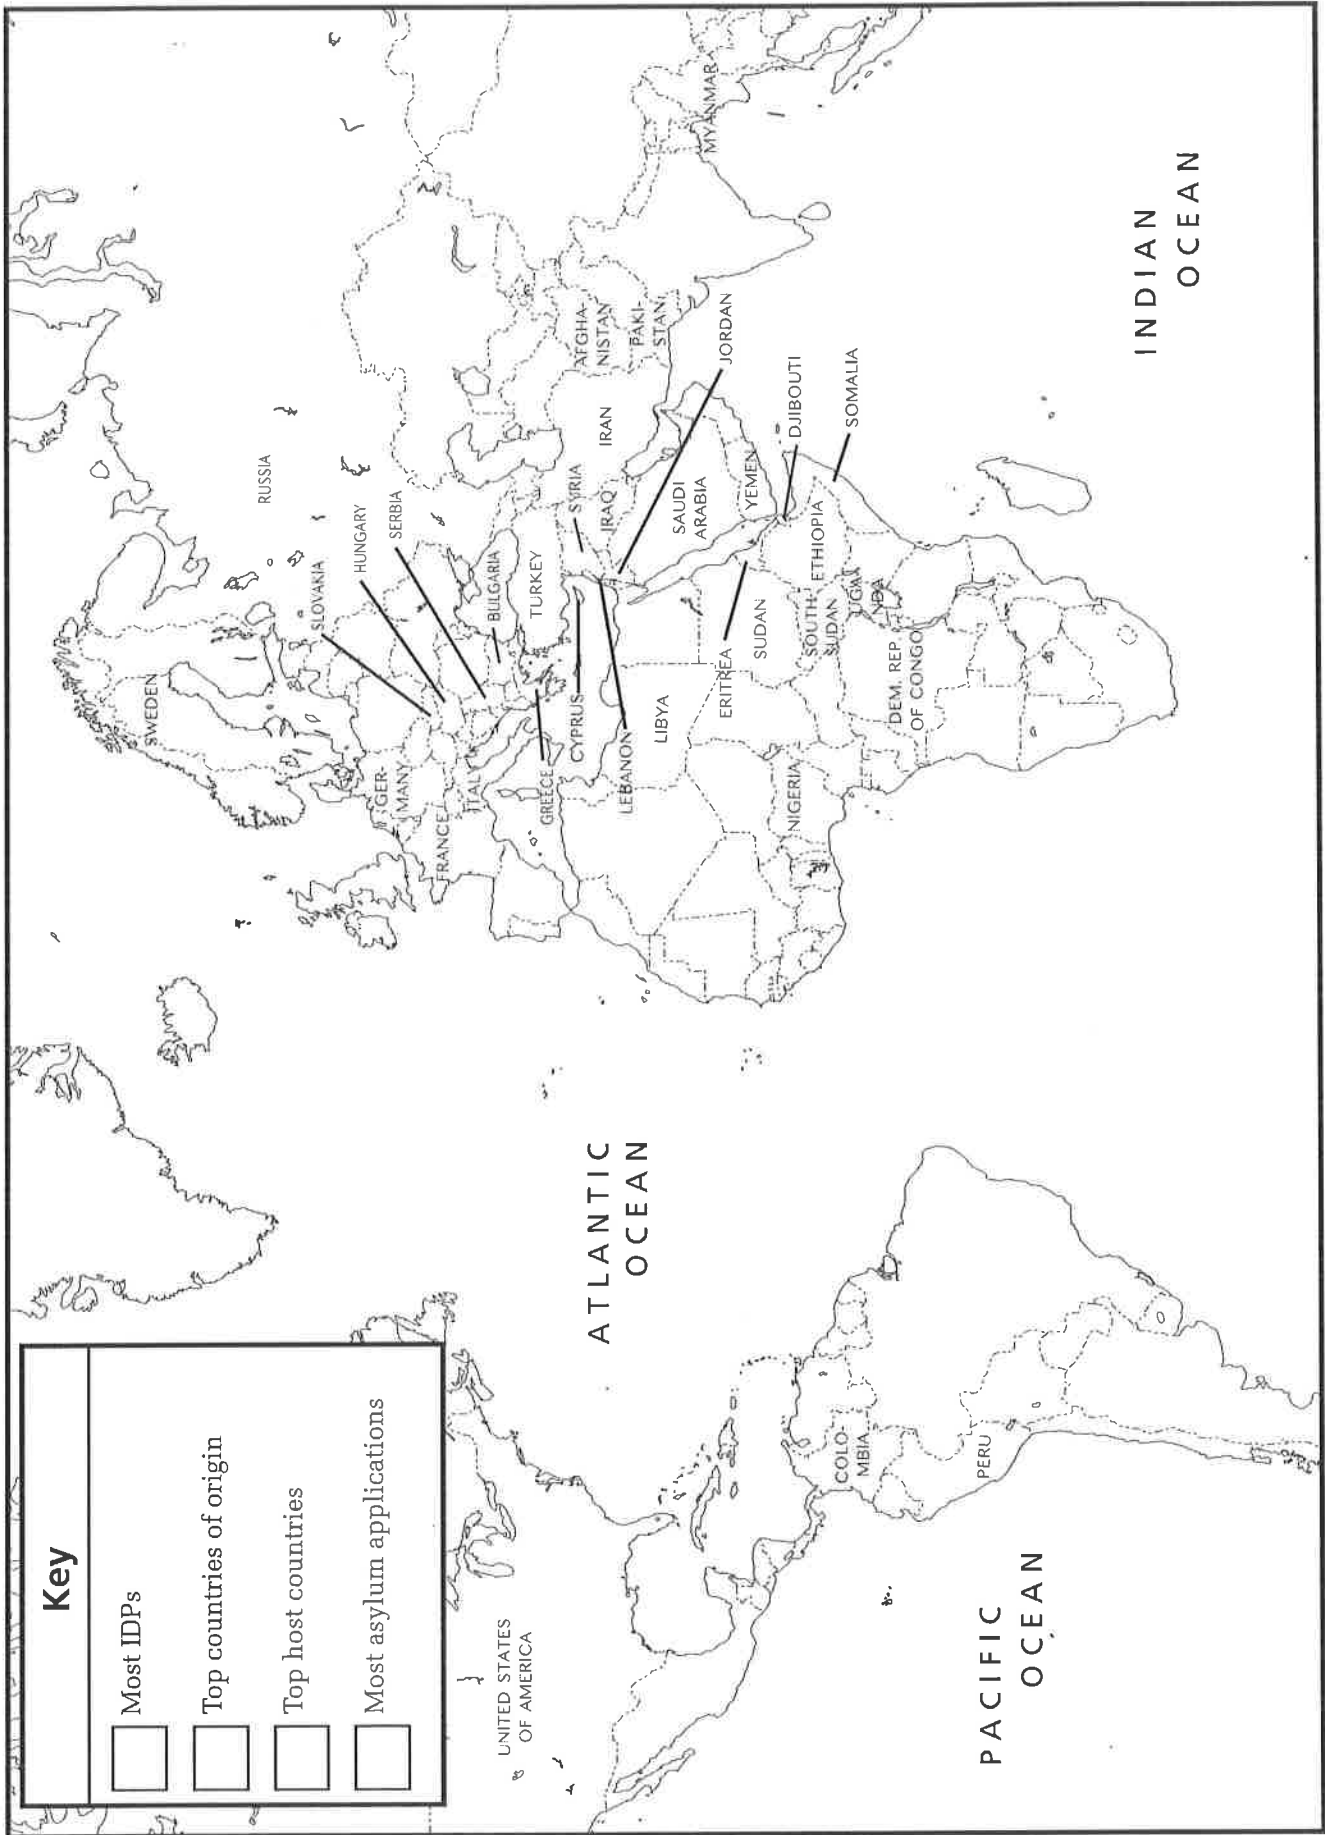 Key
Most IDPs
Top countries of origin
Top host countries
Most asylum applications
UNITED STATES
OF AMERICA
PACIFIC
OCEAN
COLO-
MBIA
PERU
ATLANTIC
OCEAN
SWEDEN
RUSSIA
SLOVAKIA
HUNGARY
SERBIA
GER-
MANY
FRANCE
ITALY
BULGARIA
GREECE
TURKEY
CYPRUS
SYRIA
LEBANON
IRAQ
IRAN
AFGHA-
NISTAN
PAKI-
STAN
JORDAN
SAUDI
ARABIA
YEMEN
MYANMAR
LIBYA
ERITREA
SUDAN
DJIBOUTI
SOMALIA
ETHIOPIA
SOUTH
SUDAN
UGA
NDA
NIGERIA
DEM. REP.
OF CONGO
INDIAN
OCEAN